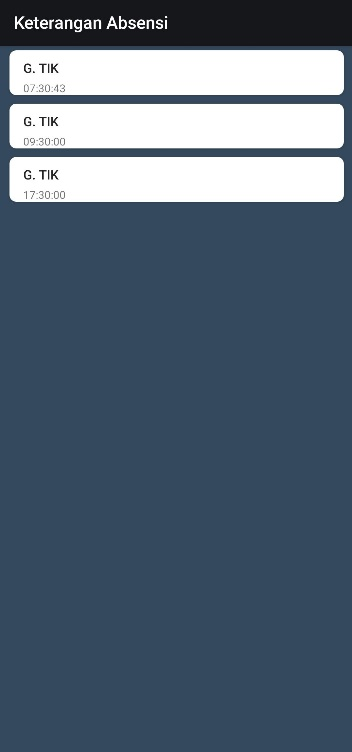 Keterangan Absensi
G. TIK
07:30:43
G. TIK
09:30:00
G. TIK
17:30:00